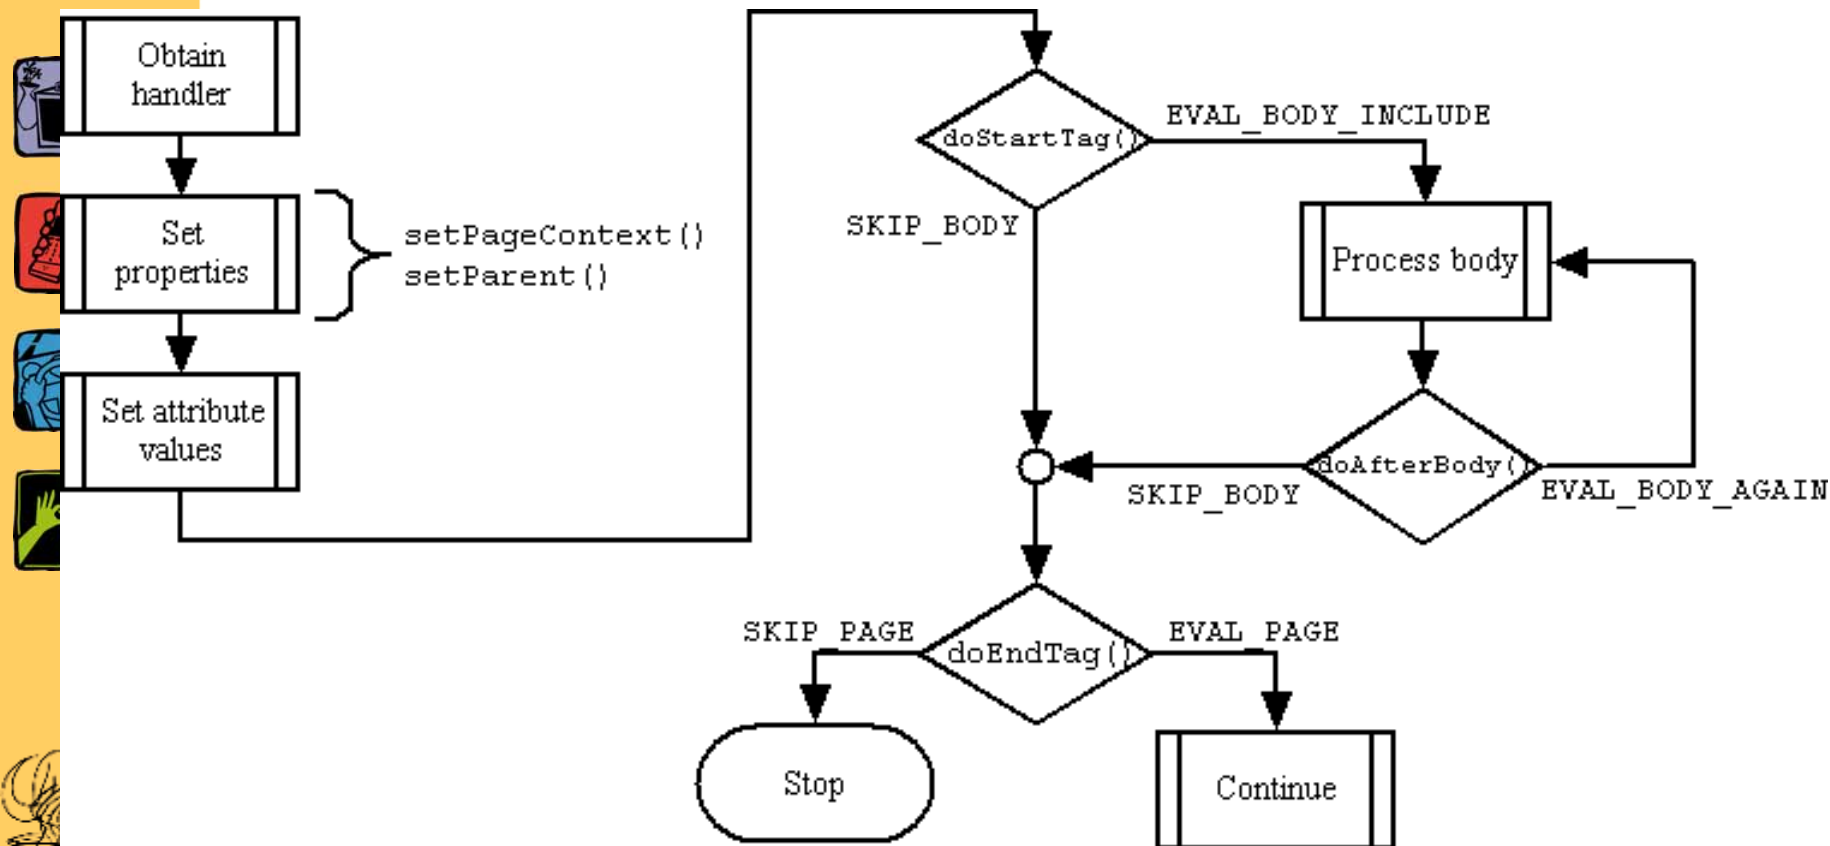 Obtain
handler
Set
properties
setPageContext()
setParent()
Set attribute
values
doStartTag()
EVAL_BODY_INCLUDE
SKIP_BODY
Process body
doAfterBody()
SKIP_BODY
EVAL_BODY_AGAIN
doEndTag()
SKIP_PAGE
EVAL_PAGE
Stop
Continue